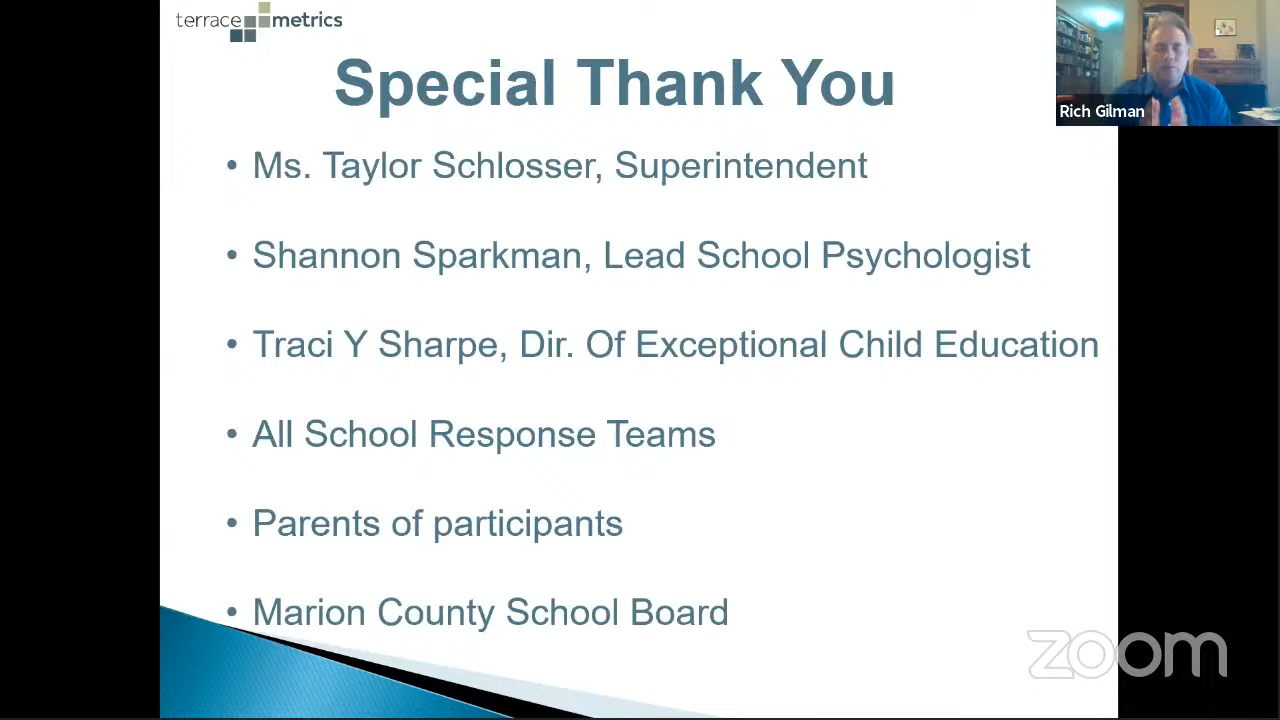 terrace metrics
Special Thank You
Rich Gilman
• Ms. Taylor Schlosser, Superintendent
• Shannon Sparkman, Lead School Psychologist
• Traci Y Sharpe, Dir. Of Exceptional Child Education
• All School Response Teams
• Parents of participants
• Marion County School Board
zoom